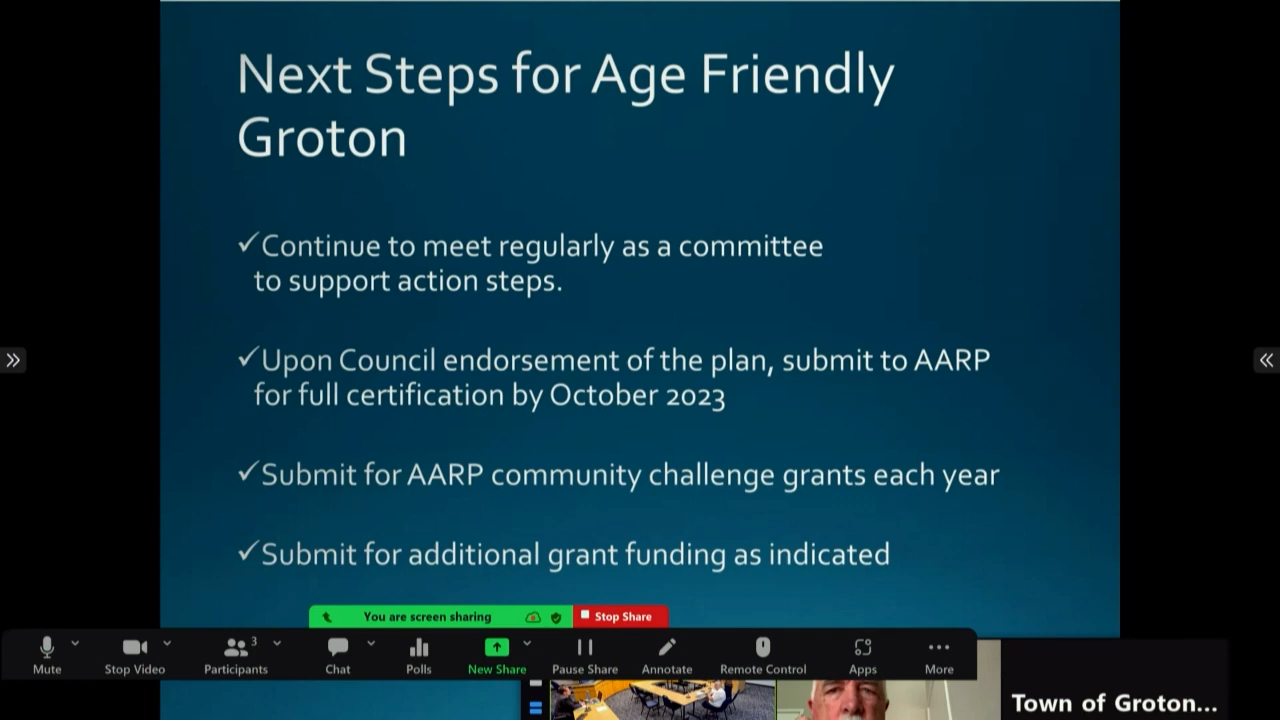 Next Steps for Age Friendly
Groton
✓Continue to meet regularly as a committee
to support action steps.
✓Upon Council endorsement of the plan, submit to AARP
for full certification by October 2023
✓Submit for AARP community challenge grants each year
✓Submit for additional grant funding as indicated
You are screen sharing Stop Share
3
Mute Stop Video Participants Chat Polls New Share Pause Share Annotate Remote Control Apps More
Town of Groton...